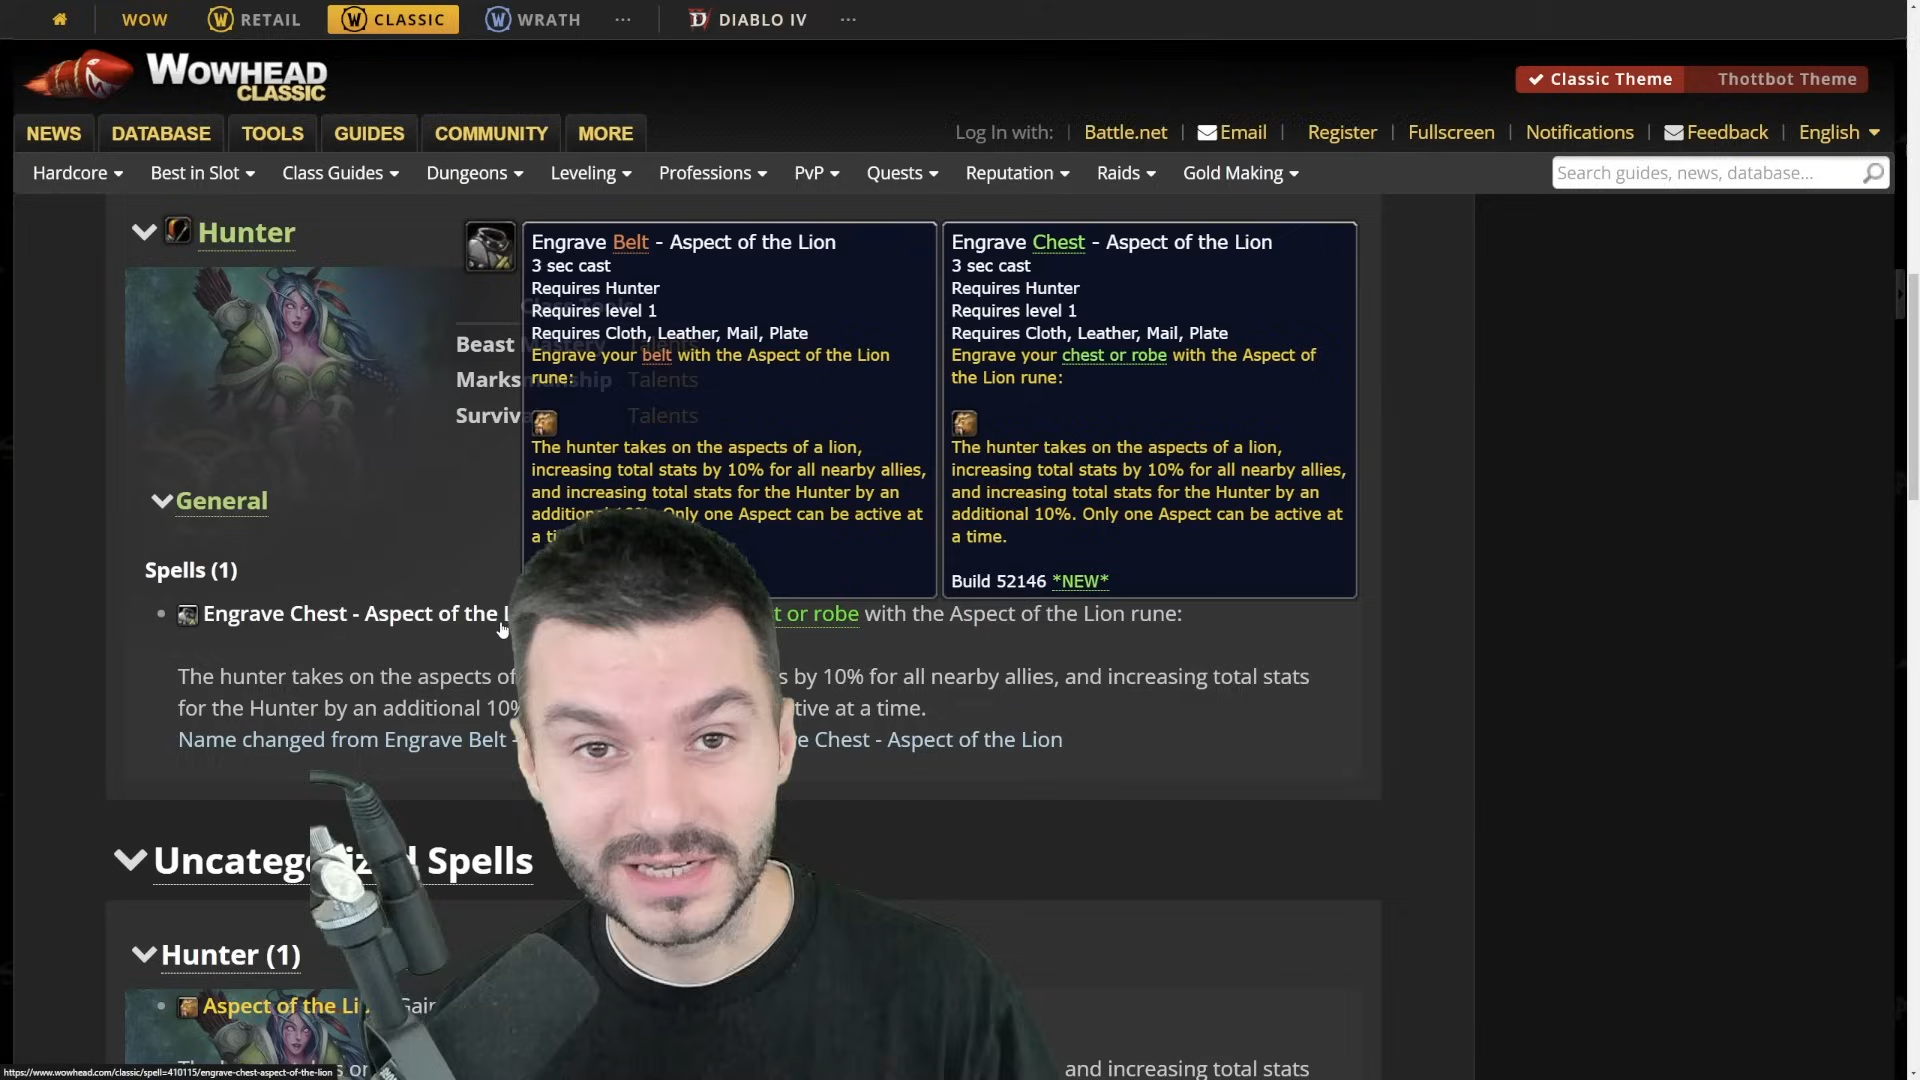 WOW
RETAIL
CLASSIC
WRATH
DIABLO IV
WOWHEAD
CLASSIC
Classic Theme
Thottbot Theme
NEWS
DATABASE
TOOLS
GUIDES
COMMUNITY
MORE
Log In with:
Battle.net
Email
Register
Fullscreen
Notifications
Feedback
English
Hardcore
Best in Slot
Class Guides
Dungeons
Leveling
Professions
PvP
Quests
Reputation
Raids
Gold Making
Search guides, news, database...
Hunter
Engrave Belt - Aspect of the Lion
3 sec cast
Requires Hunter
Requires level 1
Requires Cloth, Leather, Mail, Plate
Engrave your belt with the Aspect of the Lion
rune:
The hunter takes on the aspects of a lion,
increasing total stats by 10% for all nearby allies,
and increasing total stats for the Hunter by an
Only one Aspect can be active at
a
Engrave Chest - Aspect of the Lion
3 sec cast
Requires Hunter
Requires level 1
Requires Cloth, Leather, Mail, Plate
Engrave your chest or robe with the Aspect of
the Lion rune:
The hunter takes on the aspects of a lion,
increasing total stats by 10% for all nearby allies,
and increasing total stats for the Hunter by an
additional 10%. Only one Aspect can be active at
a time.
Build 52146 *NEW*
Class Tools
Beast Mastery Talents
Marksmanship Talents
Talents
General
Spells (1)
Engrave Chest - Aspect of the
or robe with the Aspect of the Lion rune:
The hunter takes on the aspects of
by 10% for all nearby allies, and increasing total stats
for the Hunter by an additional
at a time.
Name changed from Engrave Belt -
Chest - Aspect of the Lion
Uncategorized Spells
Hunter (1)
Aspect of the
and increasing total stats
https://www.wowhead.com/classic/spell=410115/engrave-chest-aspect-of-the-lion